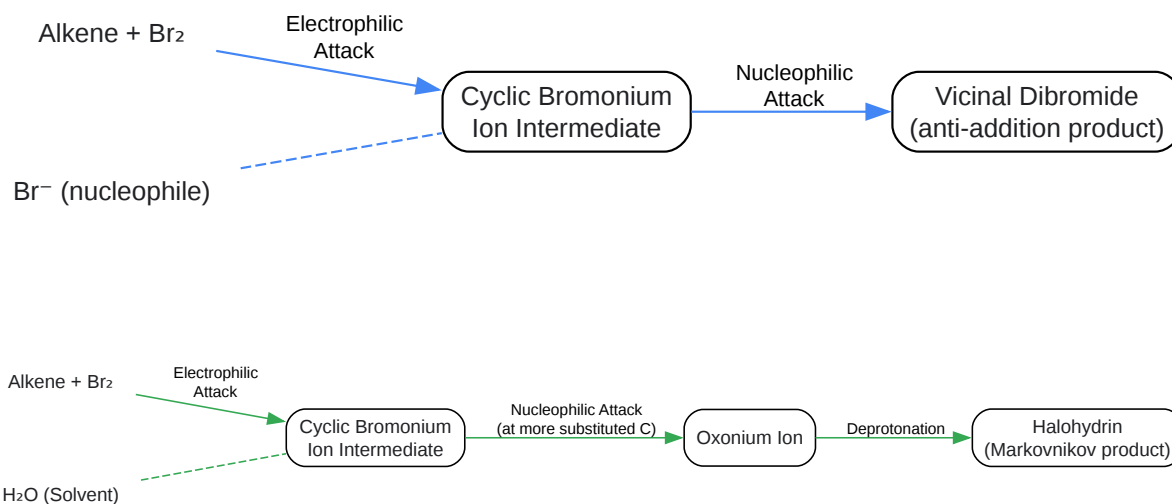 Alkene + Br₂
Electrophilic
Attack
Cyclic Bromonium
Ion Intermediate
Nucleophilic
Attack
Vicinal Dibromide
(anti-addition product)
Br⁻ (nucleophile)
Alkene + Br₂
Electrophilic
Attack
Cyclic Bromonium
Ion Intermediate
Nucleophilic Attack
(at more substituted C)
Oxonium Ion
Deprotonation
Halohydrin
(Markovnikov product)
H₂O (Solvent)